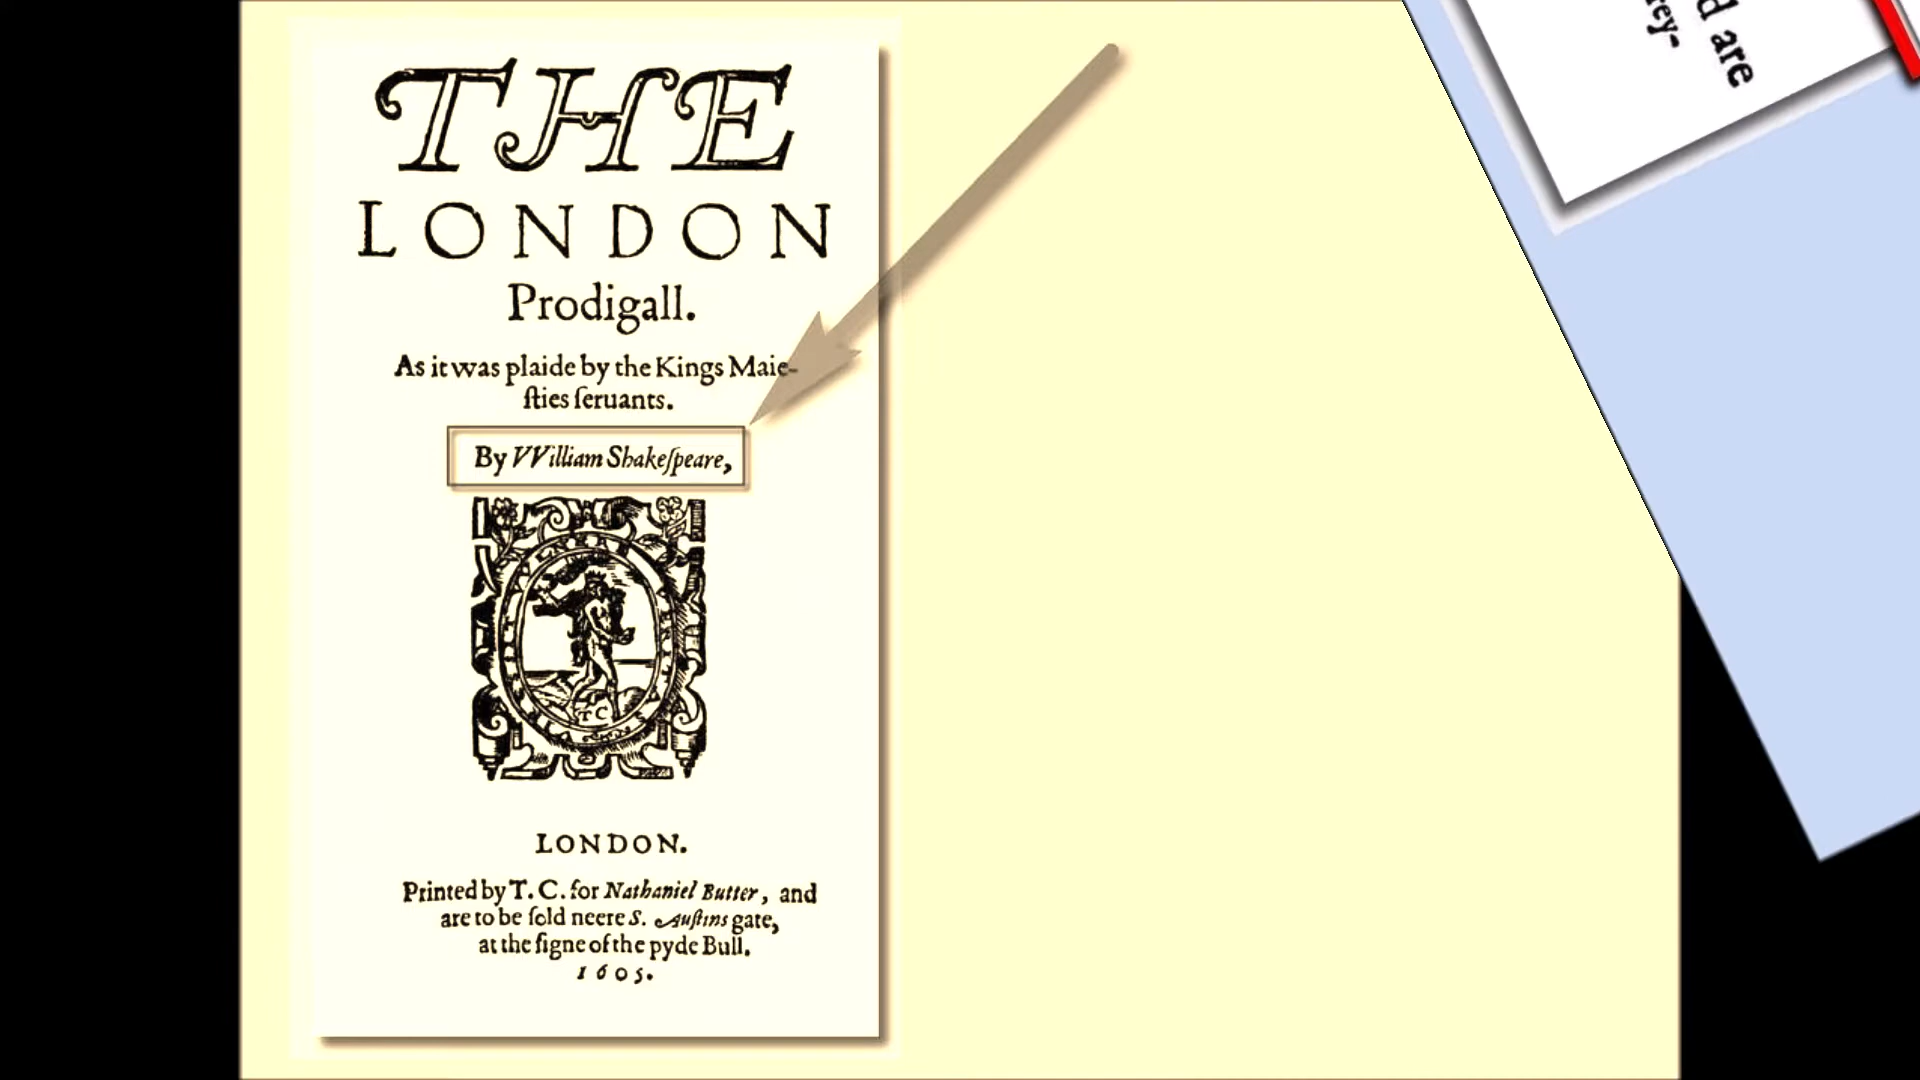 THE
LONDON
Prodigall.
As it was plaide by the Kings Maie-
ſties ſeruants.
By VVilliam Shakeſpeare,
TC
LONDON.
Printed by T. C. for Nathaniel Butter, and
are to be ſold neere S. Auſtins gate,
at the ſigne of the pyde Bull.
1605.
d are
rey-